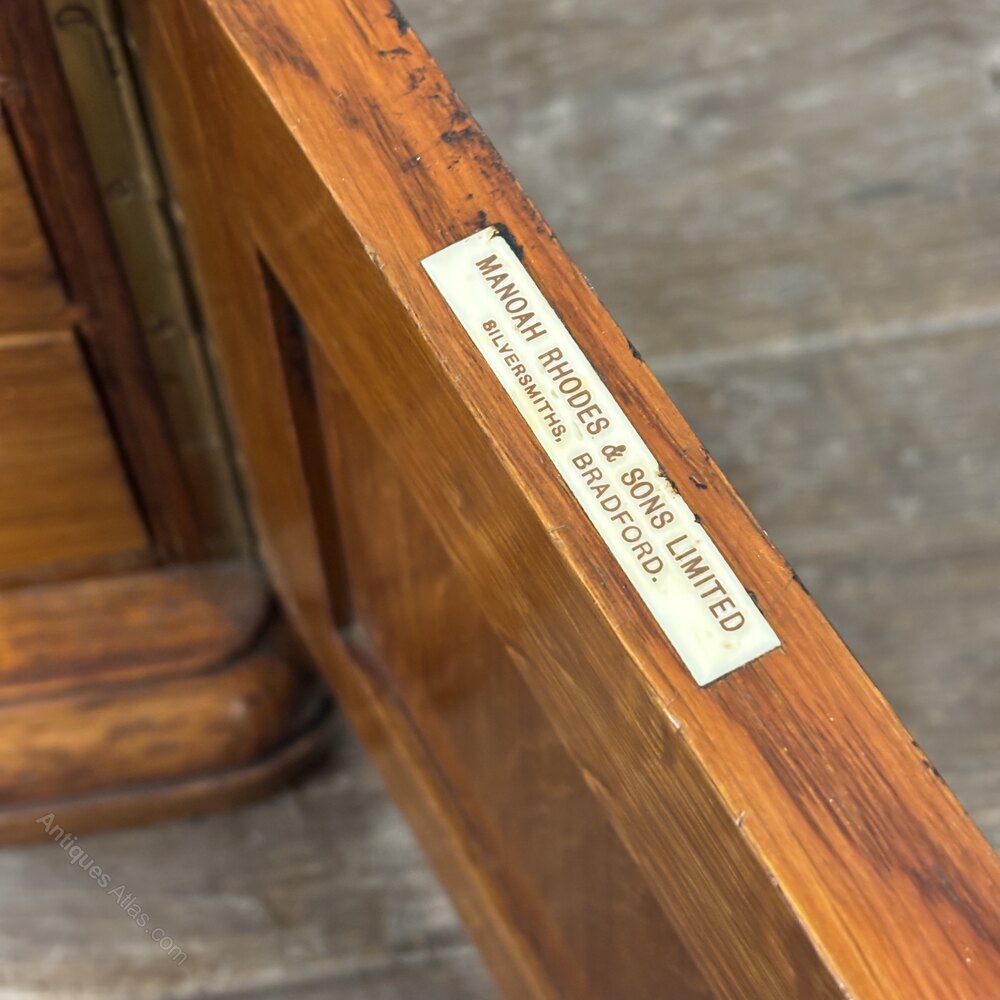 MANOAH RHODES & SONS LIMITED
SILVERSMITHS, BRADFORD.
Antiques Atlas.com